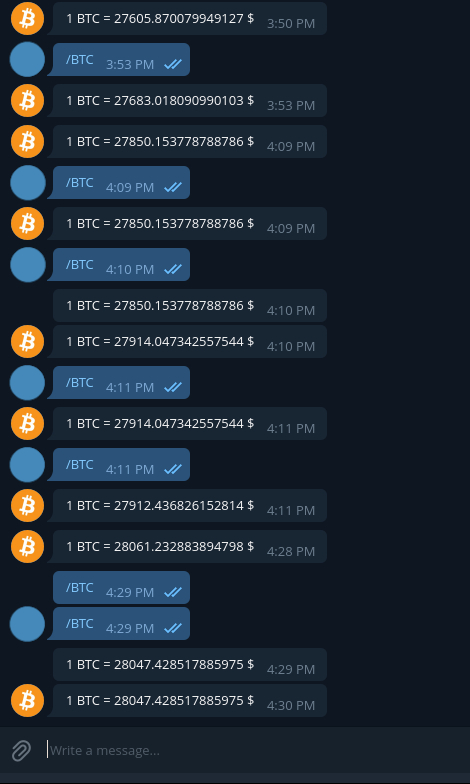 1 BTC = 27605.870079949127 $ 3:50 PM
/BTC 3:53 PM
1 BTC = 27683.018090990103 $ 3:53 PM
1 BTC = 27850.153778788786 $ 4:09 PM
/BTC 4:09 PM
1 BTC = 27850.153778788786 $ 4:09 PM
/BTC 4:10 PM
1 BTC = 27850.153778788786 $ 4:10 PM
1 BTC = 27914.047342557544 $ 4:10 PM
/BTC 4:11 PM
1 BTC = 27914.047342557544 $ 4:11 PM
/BTC 4:11 PM
1 BTC = 27912.436826152814 $ 4:11 PM
1 BTC = 28061.232883894798 $ 4:28 PM
/BTC 4:29 PM
/BTC 4:29 PM
1 BTC = 28047.428517885975 $ 4:29 PM
1 BTC = 28047.428517885975 $ 4:30 PM
Write a message...